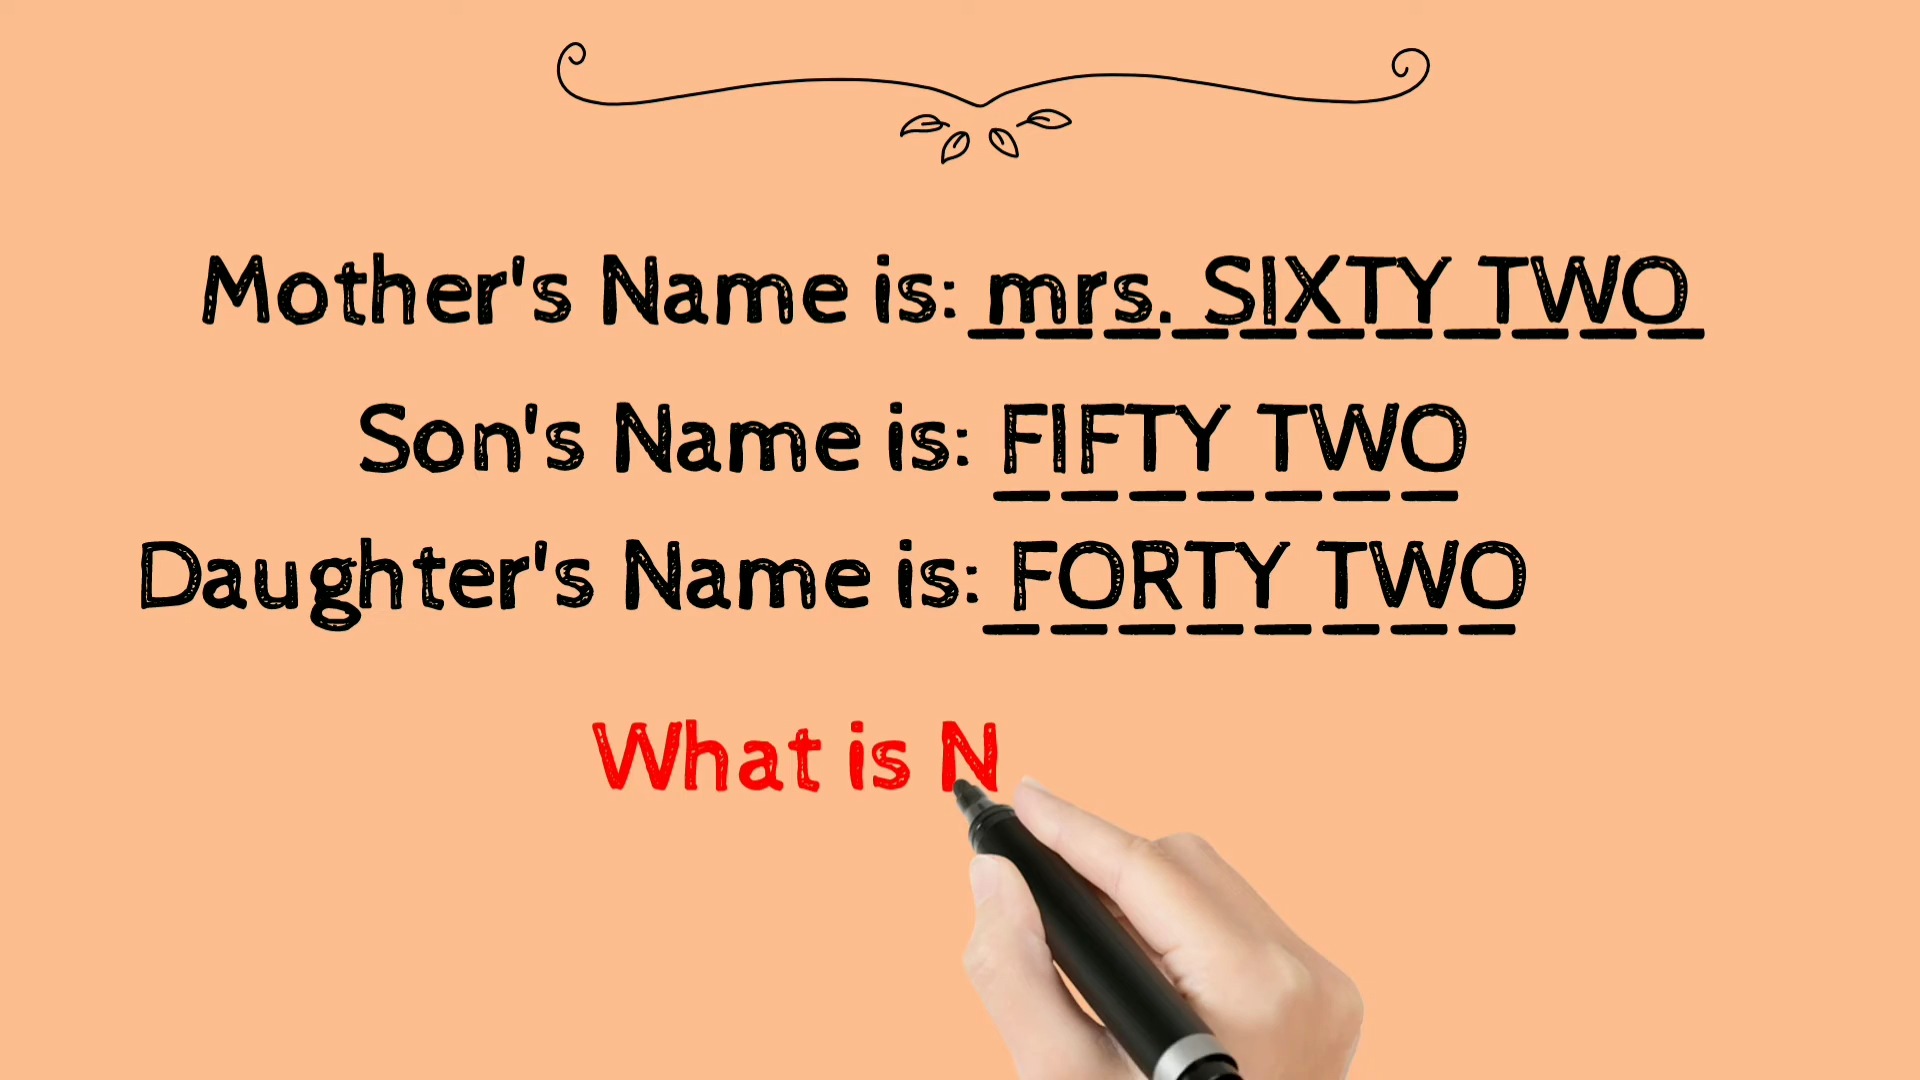 Mother's Name is: mrs. SIXTY TWO
Son's Name is: FIFTY TWO
Daughter's Name is: FORTY TWO
What is N